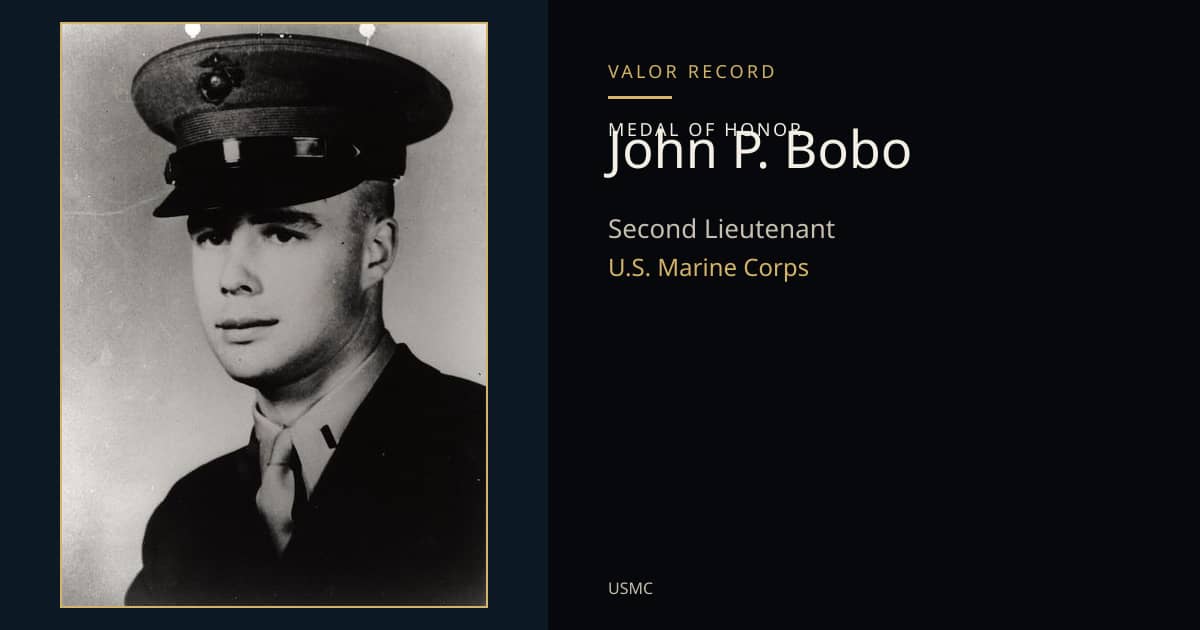 VALOR RECORD
MEDAL OF HONOR
John P. Bobo
Second Lieutenant
U.S. Marine Corps
USMC